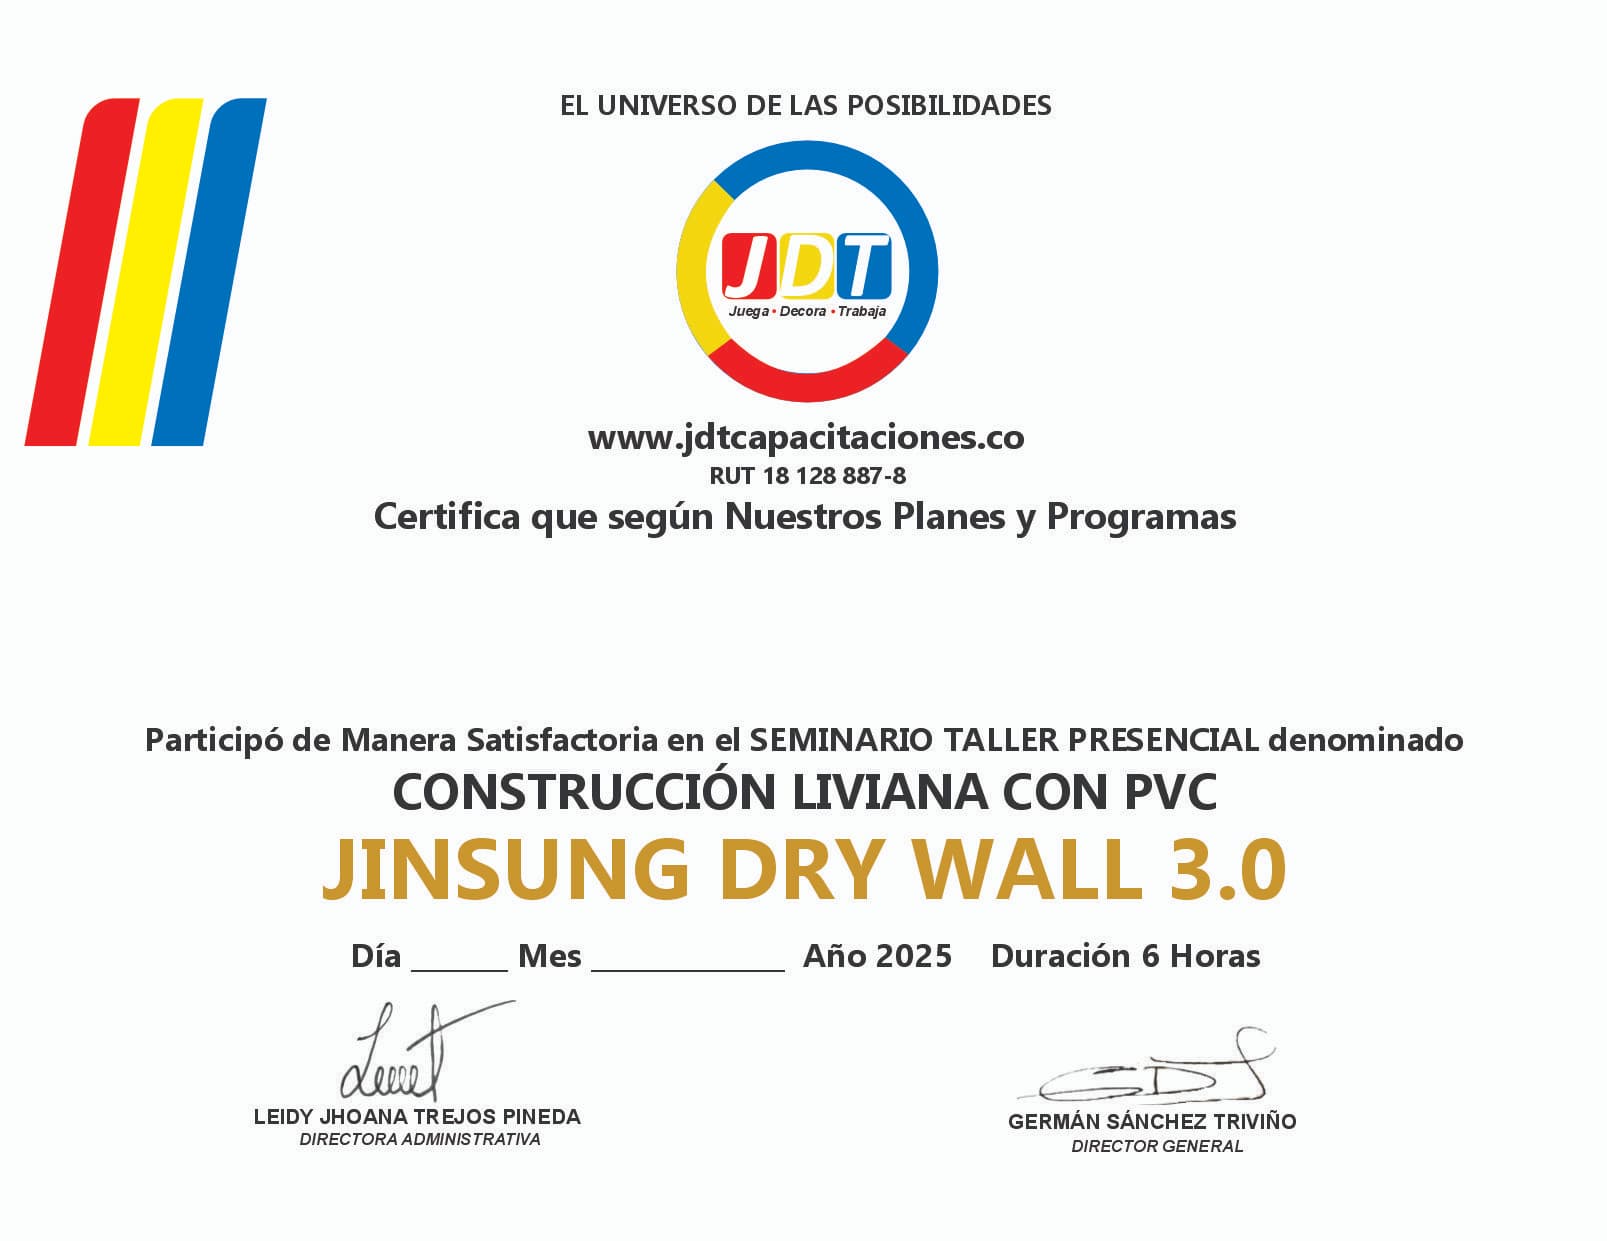 EL UNIVERSO DE LAS POSIBILIDADES
JDT
Juega • Decora • Trabaja
www.jdtcapacitaciones.co
RUT 18 128 887-8
Certifica que según Nuestros Planes y Programas
Participó de Manera Satisfactoria en el SEMINARIO TALLER PRESENCIAL denominado
CONSTRUCCIÓN LIVIANA CON PVC
JINSUNG DRY WALL 3.0
Día ______ Mes ____________ Año 2025 Duración 6 Horas
LEIDY JHOANA TREJOS PINEDA
DIRECTORA ADMINISTRATIVA
GERMÁN SÁNCHEZ TRIVIÑO
DIRECTOR GENERAL